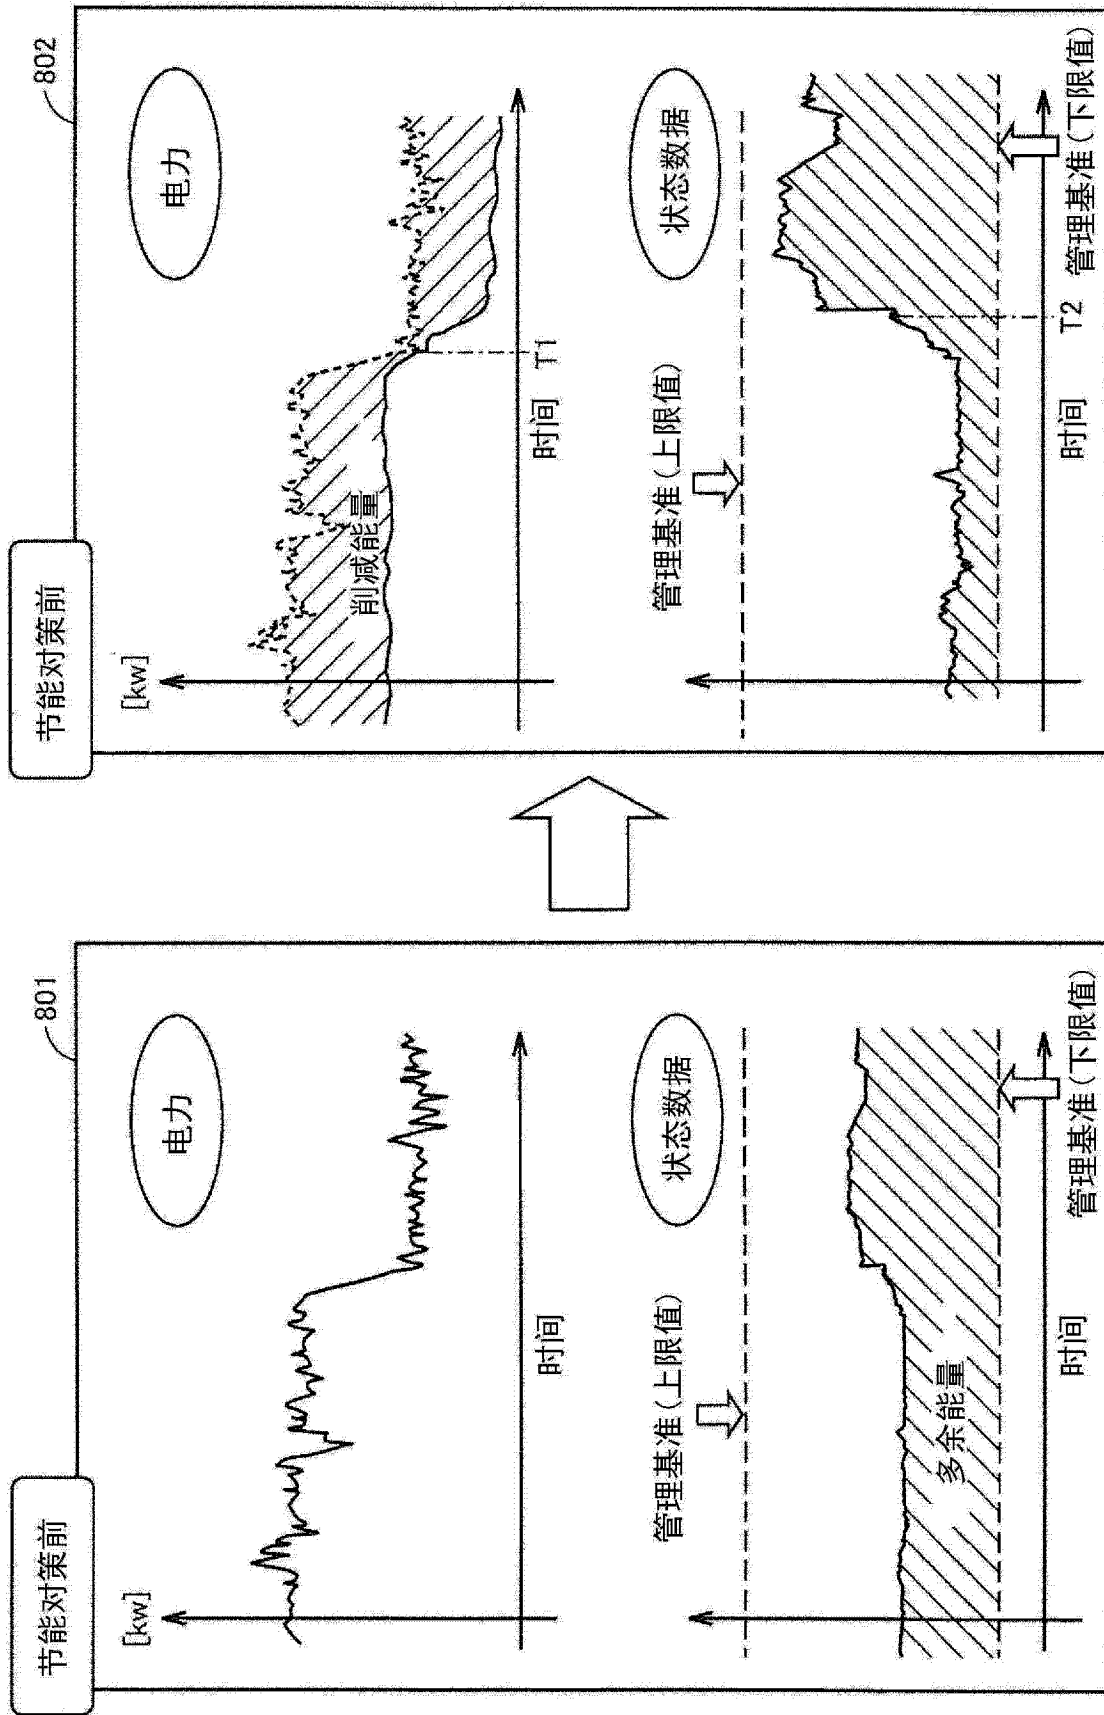 节能对策前
801
[kw]
电力
时间
管理基准(上限值)
状态数据
多余能量
时间
管理基准(下限值)
节能对策前
802
[kw]
电力
削减能量
T1
时间
管理基准(上限值)
状态数据
T2
时间
管理基准(下限值)